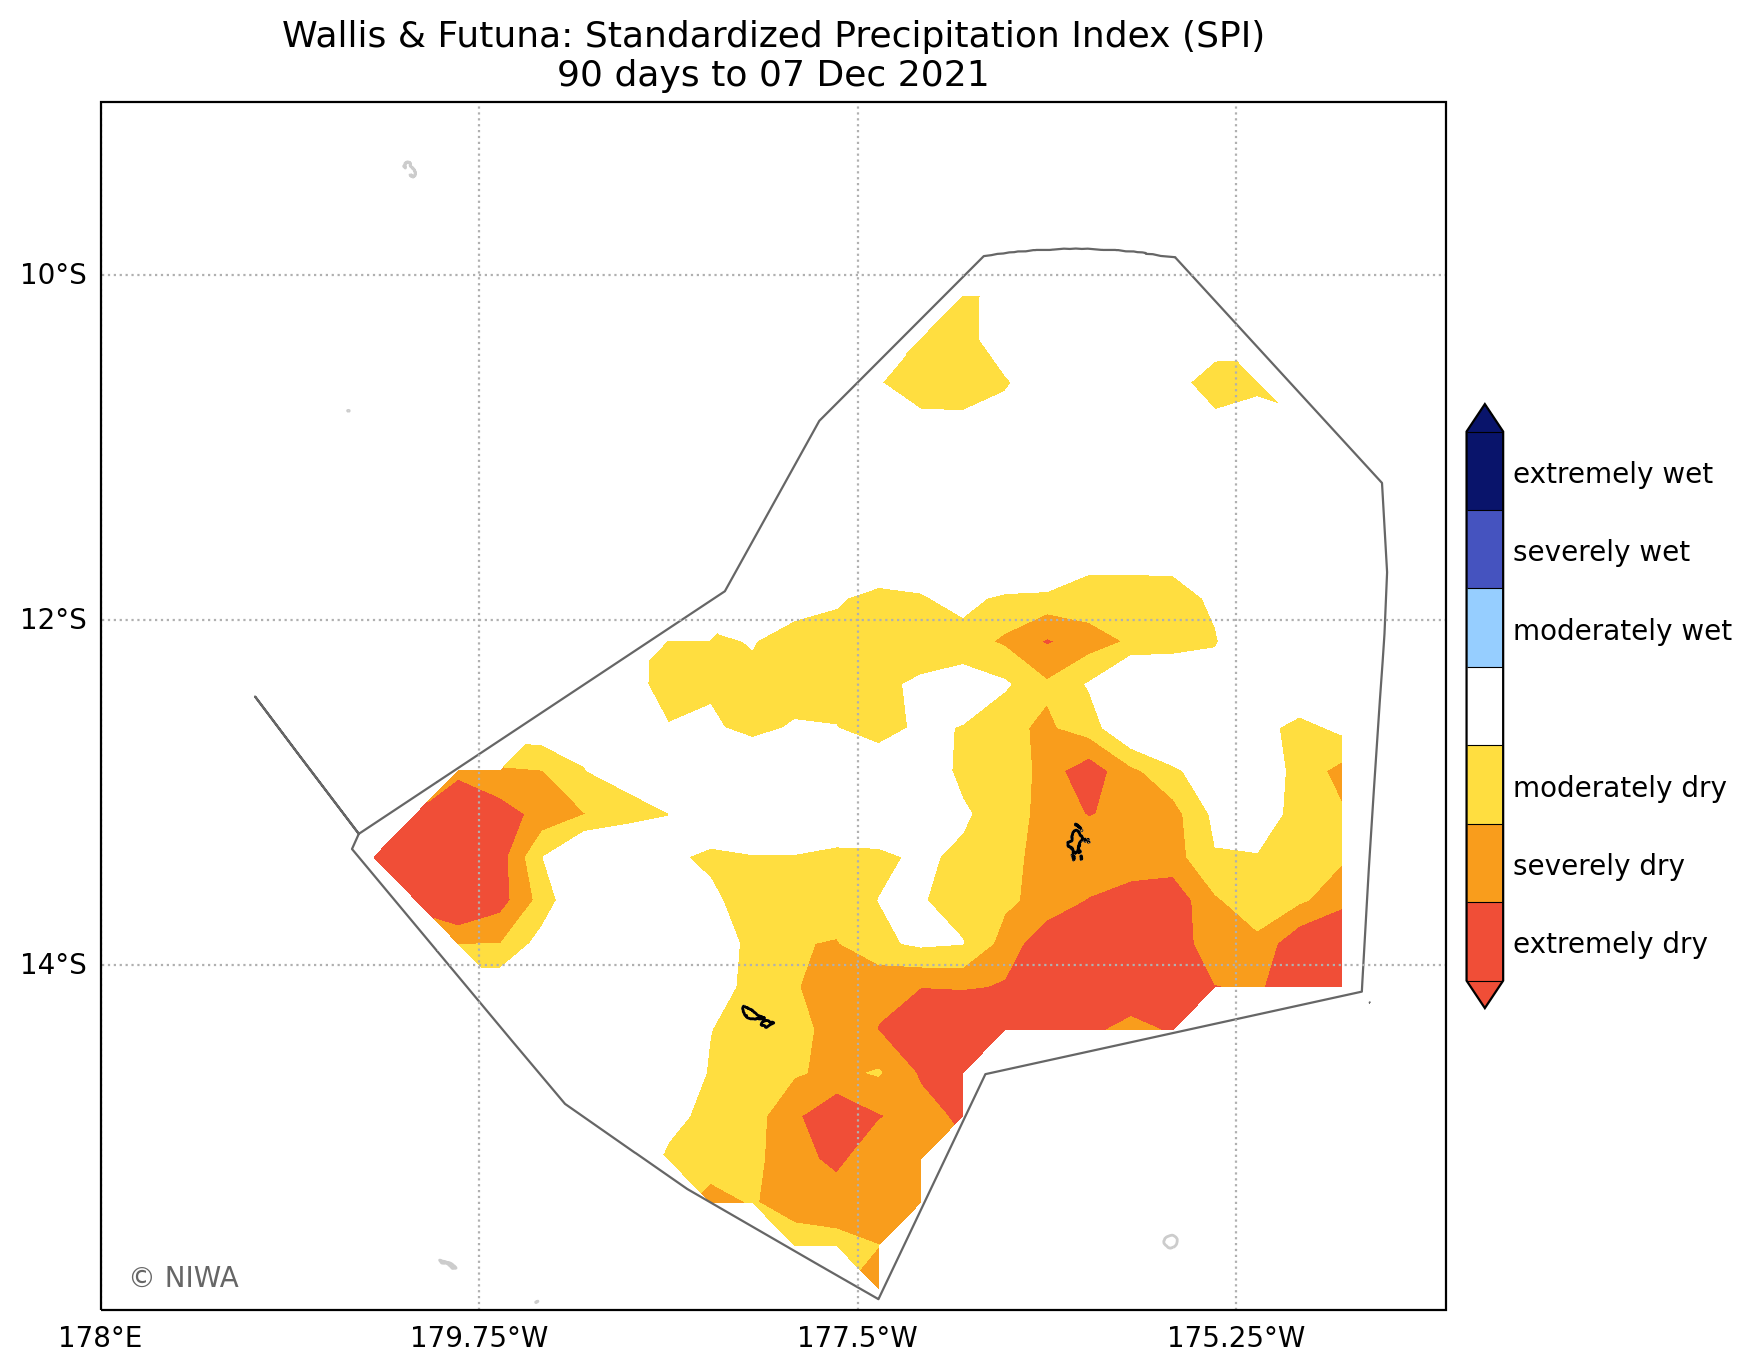 Wallis & Futuna: Standardized Precipitation Index (SPI)
90 days to 07 Dec 2021
10°S
12°S
14°S
178°E
179.75°W
177.5°W
175.25°W
extremely wet
severely wet
moderately wet
moderately dry
severely dry
extremely dry
© NIWA